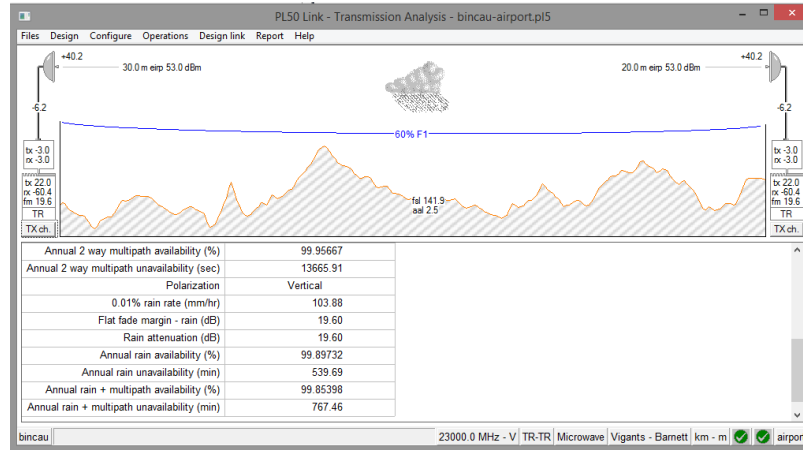 PL50 Link - Transmission Analysis - bincau-airport.pl5
Files Design Configure Operations Design link Report Help
+40.2 30.0 m eirp 53.0 dBm 20.0 m eirp 53.0 dBm +40.2
-6.2 -6.2
60% F1
tx -3.0 tx -3.0
rx -3.0 rx -3.0
tx 22.0 tx 22.0
rx -60.4 rx -60.4
fm 19.6 fsl 141.9 fm 19.6
TR aal 2.5 TR
TX ch. TX ch.
Annual 2 way multipath availability (%) 99.95667
Annual 2 way multipath unavailability (sec) 13665.91
Polarization Vertical
0.01% rain rate (mm/hr) 103.88
Flat fade margin - rain (dB) 19.60
Rain attenuation (dB) 19.60
Annual rain availability (%) 99.89732
Annual rain unavailability (min) 539.69
Annual rain + multipath availability (%) 99.85398
Annual rain + multipath unavailability (min) 767.46
bincau 23000.0 MHz - V TR-TR Microwave Vigants - Barnett km - m airport